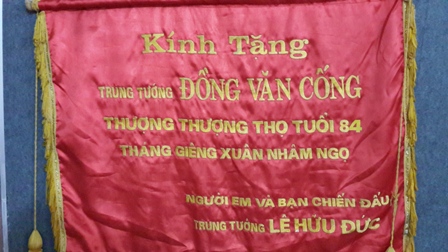 Kính Tặng
TRUNG TƯỚNG ĐỒNG VĂN CỐNG
THƯỢNG THƯỢNG THỌ TUỔI 84
THÁNG GIÊNG XUÂN NHÂM NGỌ
NGƯỜI EM VÀ BẠN CHIẾN ĐẤU
TRUNG TƯỚNG LÊ HỮU ĐỨC